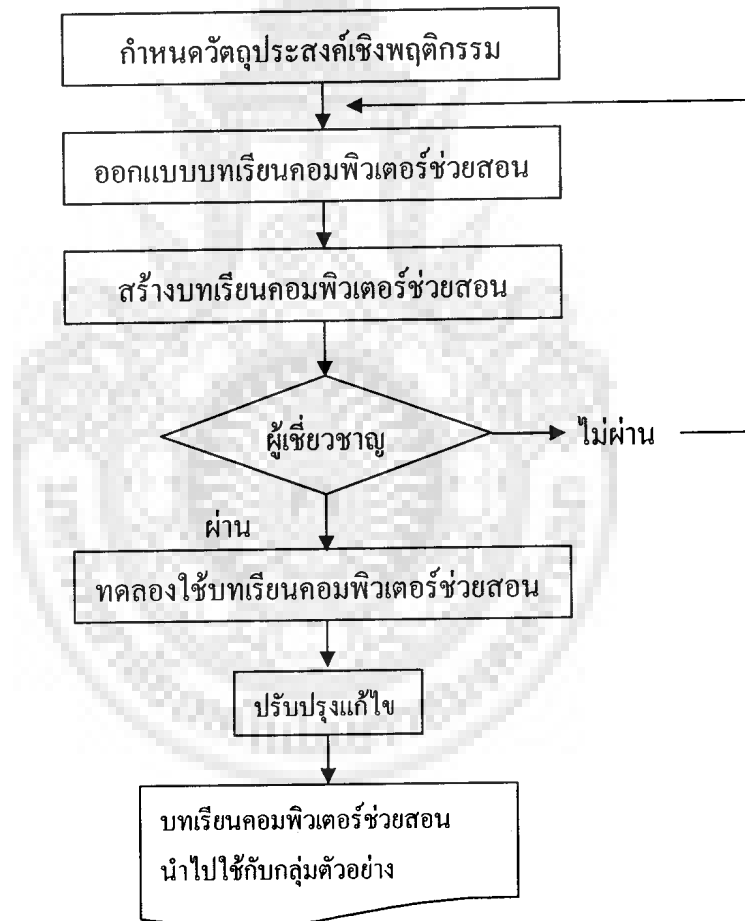 กำหนดวัตถุประสงค์เชิงพฤติกรรม
ออกแบบบทเรียนคอมพิวเตอร์ช่วยสอน
สร้างบทเรียนคอมพิวเตอร์ช่วยสอน
ผู้เชี่ยวชาญ
ไม่ผ่าน
ผ่าน
ทดลองใช้บทเรียนคอมพิวเตอร์ช่วยสอน
ปรับปรุงแก้ไข
บทเรียนคอมพิวเตอร์ช่วยสอน
นำไปใช้กับกลุ่มตัวอย่าง